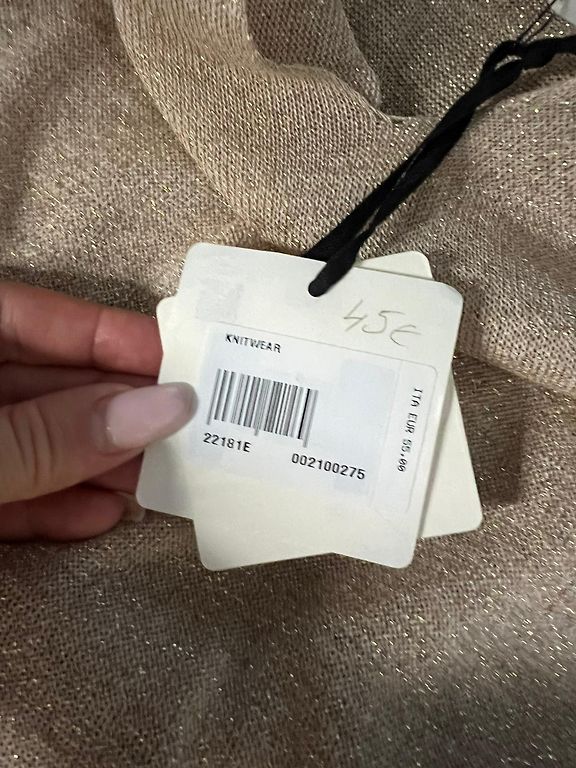 45€
KNITWEAR
22181E
002100275
ITA EUR 55,00